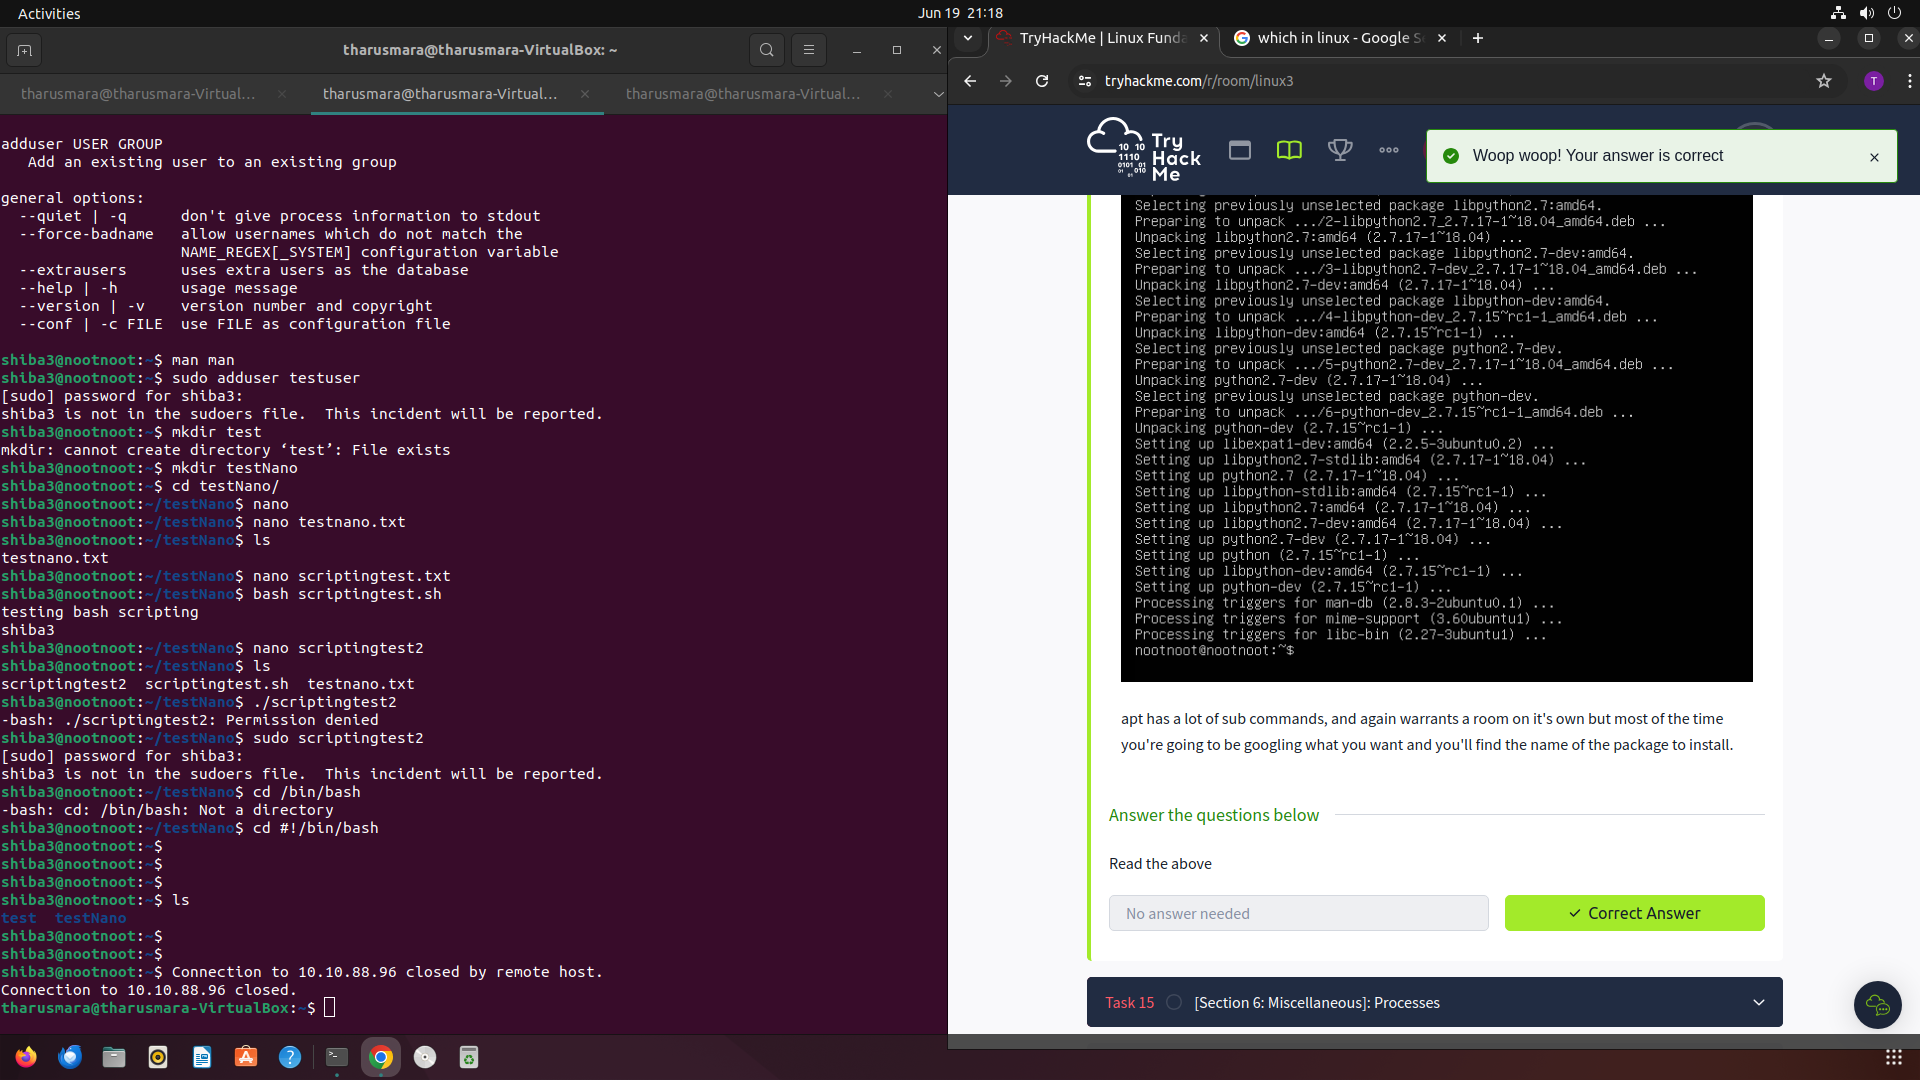 Activities
Jun 19 21:18
tharusmara@tharusmara-VirtualBox: ~
tharusmara@tharusmara-Virtual...
tharusmara@tharusmara-Virtual...
tharusmara@tharusmara-Virtual...
adduser USER GROUP
   Add an existing user to an existing group
general options:
  --quiet | -q      don't give process information to stdout
  --force-badname   allow usernames which do not match the
                    NAME_REGEX[_SYSTEM] configuration variable
  --extrausers      uses extra users as the database
  --help | -h       usage message
  --version | -v    version number and copyright
  --conf | -c FILE  use FILE as configuration file
shiba3@nootnoot:~$ man man
shiba3@nootnoot:~$ sudo adduser testuser
[sudo] password for shiba3:
shiba3 is not in the sudoers file.  This incident will be reported.
shiba3@nootnoot:~$ mkdir test
mkdir: cannot create directory ‘test’: File exists
shiba3@nootnoot:~$ mkdir testNano
shiba3@nootnoot:~$ cd testNano/
shiba3@nootnoot:~/testNano$ nano
shiba3@nootnoot:~/testNano$ nano testnano.txt
shiba3@nootnoot:~/testNano$ ls
testnano.txt
shiba3@nootnoot:~/testNano$ nano scriptingtest.txt
shiba3@nootnoot:~/testNano$ bash scriptingtest.sh
testing bash scripting
shiba3
shiba3@nootnoot:~/testNano$ nano scriptingtest2
shiba3@nootnoot:~/testNano$ ls
scriptingtest2  scriptingtest.sh  testnano.txt
shiba3@nootnoot:~/testNano$ ./scriptingtest2
-bash: ./scriptingtest2: Permission denied
shiba3@nootnoot:~/testNano$ sudo scriptingtest2
[sudo] password for shiba3:
shiba3 is not in the sudoers file.  This incident will be reported.
shiba3@nootnoot:~/testNano$ cd /bin/bash
-bash: cd: /bin/bash: Not a directory
shiba3@nootnoot:~/testNano$ cd #!/bin/bash
shiba3@nootnoot:~$
shiba3@nootnoot:~$
shiba3@nootnoot:~$
shiba3@nootnoot:~$ ls
test  testNano
shiba3@nootnoot:~$
shiba3@nootnoot:~$
shiba3@nootnoot:~$ Connection to 10.10.88.96 closed by remote host.
Connection to 10.10.88.96 closed.
tharusmara@tharusmara-VirtualBox:~$
TryHackMe | Linux Funda
which in linux - Google Se
tryhackme.com/r/room/linux3
T
Try Hack Me
Woop woop! Your answer is correct
Selecting previously unselected package libpython2.7:amd64.
Preparing to unpack .../2-libpython2.7_2.7.17-1~18.04_amd64.deb ...
Unpacking libpython2.7:amd64 (2.7.17-1~18.04) ...
Selecting previously unselected package libpython2.7-dev:amd64.
Preparing to unpack .../3-libpython2.7-dev_2.7.17-1~18.04_amd64.deb ...
Unpacking libpython2.7-dev:amd64 (2.7.17-1~18.04) ...
Selecting previously unselected package libpython-dev:amd64.
Preparing to unpack .../4-libpython-dev_2.7.15~rc1-1_amd64.deb ...
Unpacking libpython-dev:amd64 (2.7.15~rc1-1) ...
Selecting previously unselected package python2.7-dev.
Preparing to unpack .../5-python2.7-dev_2.7.17-1~18.04_amd64.deb ...
Unpacking python2.7-dev (2.7.17-1~18.04) ...
Selecting previously unselected package python-dev.
Preparing to unpack .../6-python-dev_2.7.15~rc1-1_amd64.deb ...
Unpacking python-dev (2.7.15~rc1-1) ...
Setting up libexpat1-dev:amd64 (2.2.5-3ubuntu0.2) ...
Setting up libpython2.7-stdlib:amd64 (2.7.17-1~18.04) ...
Setting up python2.7 (2.7.17-1~18.04) ...
Setting up libpython-stdlib:amd64 (2.7.15~rc1-1) ...
Setting up libpython2.7:amd64 (2.7.17-1~18.04) ...
Setting up libpython2.7-dev:amd64 (2.7.17-1~18.04) ...
Setting up python2.7-dev (2.7.17-1~18.04) ...
Setting up python (2.7.15~rc1-1) ...
Setting up libpython-dev:amd64 (2.7.15~rc1-1) ...
Setting up python-dev (2.7.15~rc1-1) ...
Processing triggers for man-db (2.8.3-2ubuntu0.1) ...
Processing triggers for mime-support (3.60ubuntu1) ...
Processing triggers for libc-bin (2.27-3ubuntu1) ...
nootnoot@nootnoot:~$
apt has a lot of sub commands, and again warrants a room on it's own but most of the time
you're going to be googling what you want and you'll find the name of the package to install.
Answer the questions below
Read the above
No answer needed
Correct Answer
Task 15 [Section 6: Miscellaneous]: Processes